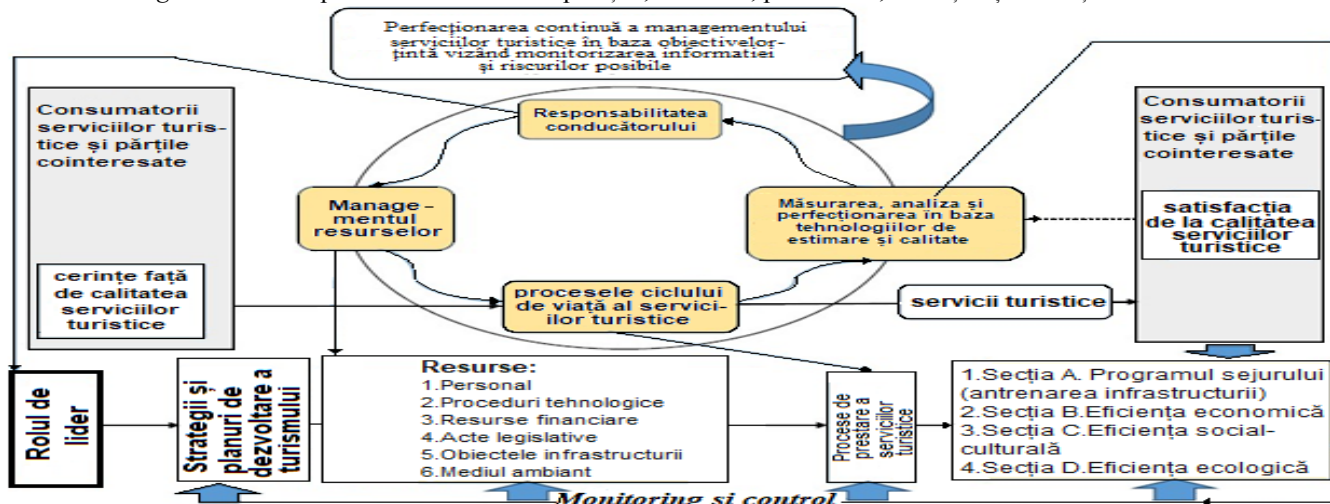 Perfecționarea continuă a managementului
serviciilor turistice în baza obiectivelor-
țintă vizând monitorizarea informatiei
și riscurilor posibile
Consumatorii
serviciilor turis-
tice și părțile
cointeresate
cerințe față
de calitatea
serviciilor
turistice
Responsabilitatea
conducătorului
Manage-
mentul
resurselor
Măsurarea, analiza și
perfecționarea în baza
tehnologiilor de
estimare și calitate
procesele ciclului
de viață al servici-
ilor turistice
servicii turistice
Consumatorii
serviciilor turis-
tice și părțile
cointeresate
satisfacția
de la calitatea
serviciilor
turistice
Rolul de
lider
Strategii și
planuri de
dezvoltare a
turismului
Resurse:
1.Personal
2.Proceduri tehnologice
3.Resurse financiare
4.Acte legislative
5.Obiectele infrastructurii
6.Mediul ambiant
Procese de
prestare a
serviciilor
turistice
1.Secția A. Programul sejurului
(antrenarea infrastructurii)
2.Secția B.Eficiența economică
3.Secția C.Eficiența social-
culturală
4.Secția D.Eficiența ecologică
Monitoring și control